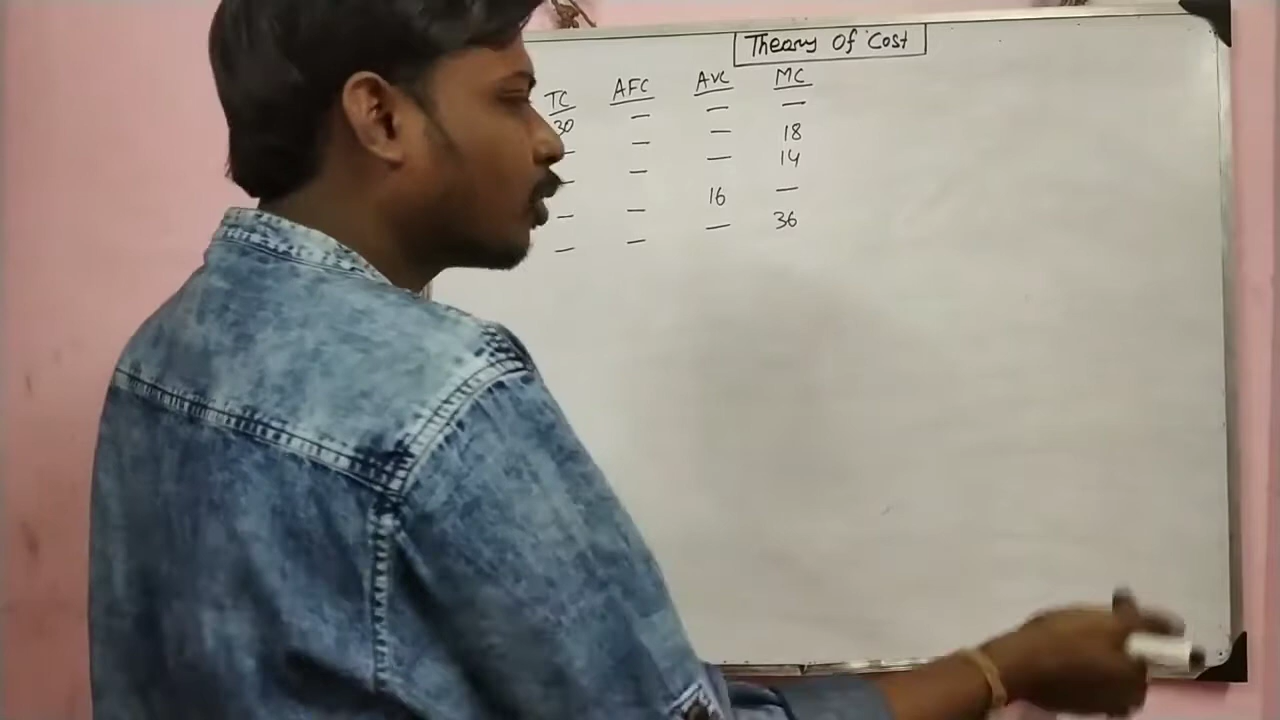 Theory Of Cost
TC AFC AVC MC
30 — — —
— — — 18
— — — 14
— — 16 —
— — — 36